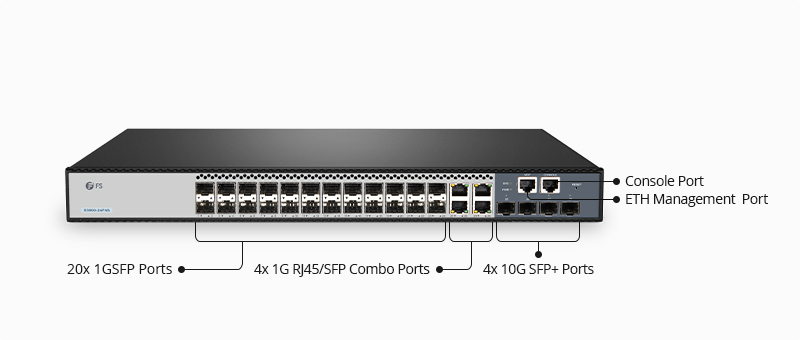 FS
Console Port
ETH Management Port
20x 1GSFP Ports
4x 1G RJ45/SFP Combo Ports
4x 10G SFP+ Ports